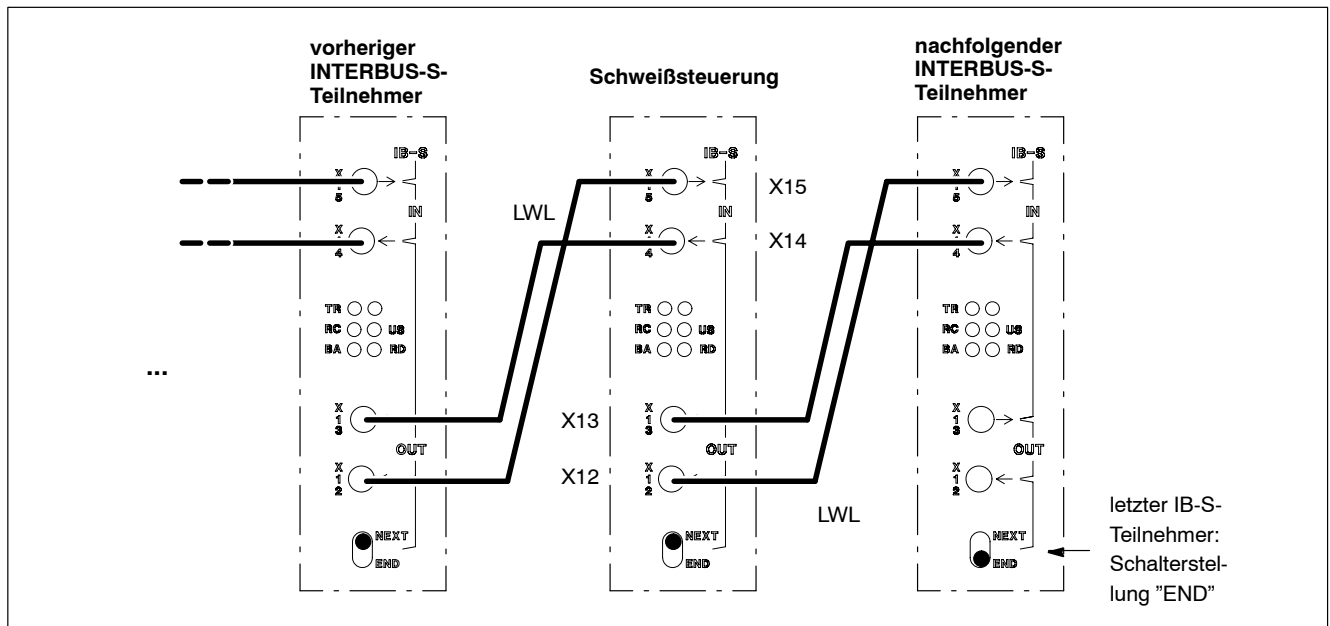 vorheriger
INTERBUS-S-
Teilnehmer
Schweißsteuerung
nachfolgender
INTERBUS-S-
Teilnehmer
IB-S
X
5
IN
X
4
TR
RC US
BA RD
X
1
3
OUT
X
1
2
NEXT
END
LWL
IB-S
X
5
X15
IN
X
4
X14
TR
RC US
BA RD
X13
X
1
3
OUT
X12
X
1
2
NEXT
END
LWL
IB-S
X
5
IN
X
4
TR
RC US
BA RD
X
1
3
OUT
X
1
2
NEXT
END
...
letzter IB-S-
Teilnehmer:
Schalterstel-
lung ”END”